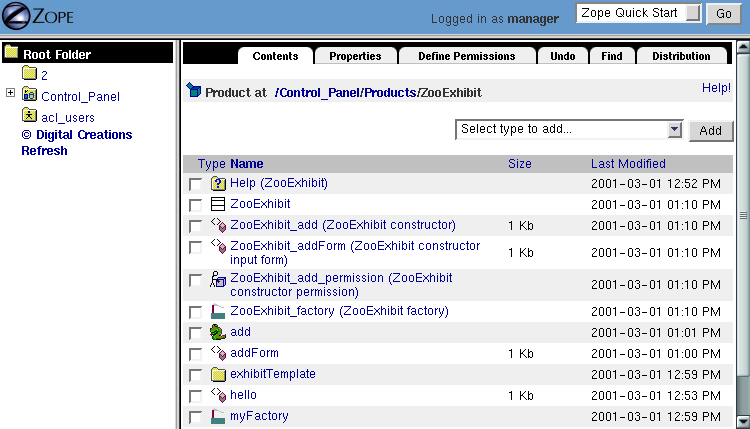 ZOPE Logged in as manager Zope Quick Start Go
Root Folder
2
Control_Panel
acl_users
© Digital Creations
Refresh
Contents Properties Define Permissions Undo Find Distribution
Product at /Control_Panel/Products/ZooExhibit Help!
Select type to add... Add
Type Name Size Last Modified
Help (ZooExhibit) 2001-03-01 12:52 PM
ZooExhibit 2001-03-01 01:10 PM
ZooExhibit_add (ZooExhibit constructor) 1 Kb 2001-03-01 01:10 PM
ZooExhibit_addForm (ZooExhibit constructor
input form) 1 Kb 2001-03-01 01:10 PM
ZooExhibit_add_permission (ZooExhibit
constructor permission) 2001-03-01 01:10 PM
ZooExhibit_factory (ZooExhibit factory) 2001-03-01 01:10 PM
add 2001-03-01 01:01 PM
addForm 1 Kb 2001-03-01 01:00 PM
exhibitTemplate 2001-03-01 12:59 PM
hello 1 Kb 2001-03-01 12:53 PM
myFactory 2001-03-01 12:59 PM